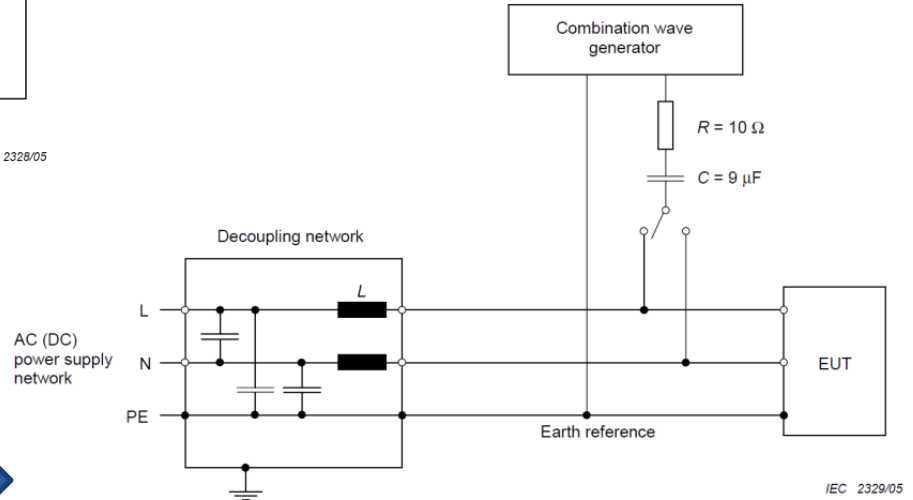 Combination wave
generator
R = 10 Ω
C = 9 μF
2328/05
Decoupling network
L
L
AC (DC)
power supply
network
N
EUT
PE
Earth reference
IEC 2329/05